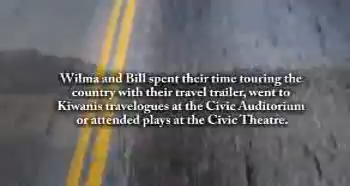 Wilma and Bill spent their time touring the
country with their travel trailer, went to
Kiwanis travelogues at the Civic Auditorium
or attended plays at the Civic Theatre.